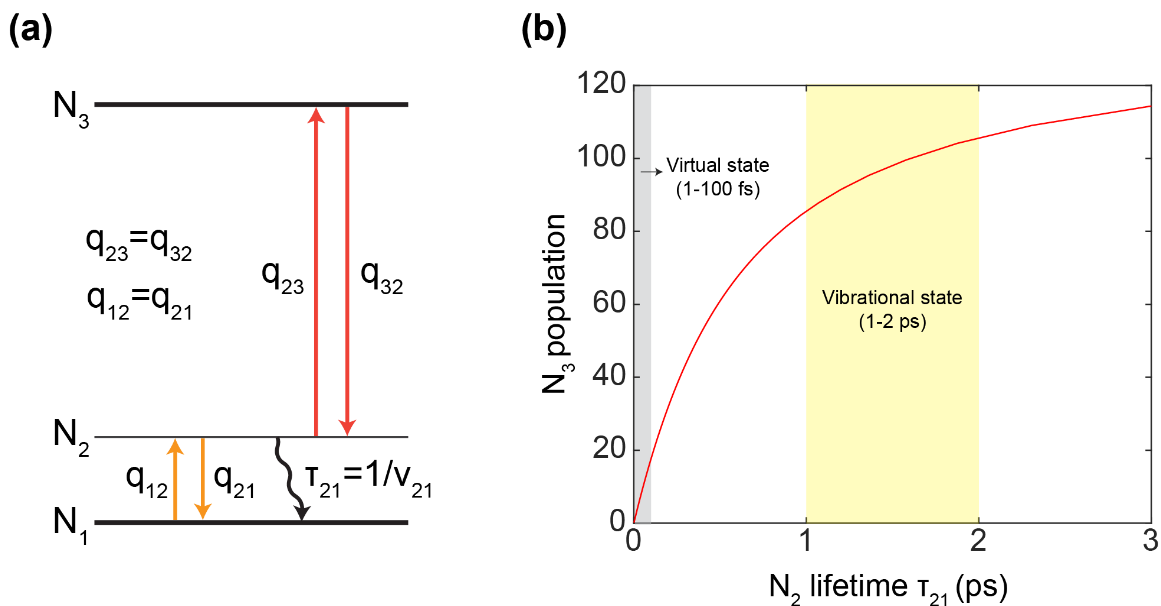 (a)
N₃
q₂₃=q₃₂
q₁₂=q₂₁
q₂₃
q₃₂
N₂
q₁₂
q₂₁
τ₂₁=1/v₂₁
N₁
(b)
120
100
80
60
40
20
0
N₃ population
Virtual state
(1-100 fs)
Vibrational state
(1-2 ps)
0
1
2
3
N₂ lifetime τ₂₁ (ps)